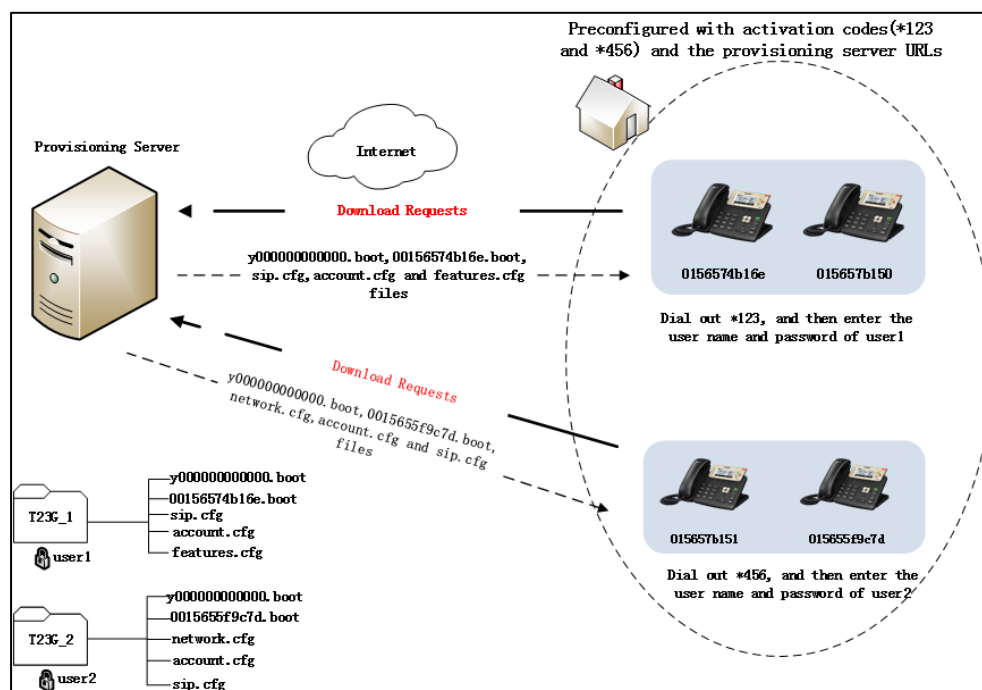 Preconfigured with activation codes(*123
and *456) and the provisioning server URLs
Provisioning Server
Internet
Download Requests
y000000000000.boot,00156574b16e.boot,
sip.cfg,account.cfg and features.cfg
files
0156574b16e
015657b150
Dial out *123, and then enter the
user name and password of user1
Download Requests
y000000000000.boot,0015655f9c7d.boot,
network.cfg,account.cfg and sip.cfg
files
015657b151
015655f9c7d
Dial out *456, and then enter the
user name and password of user2
T23G_1
user1
y000000000000.boot
00156574b16e.boot
sip.cfg
account.cfg
features.cfg
T23G_2
user2
y000000000000.boot
0015655f9c7d.boot
network.cfg
account.cfg
sip.cfg